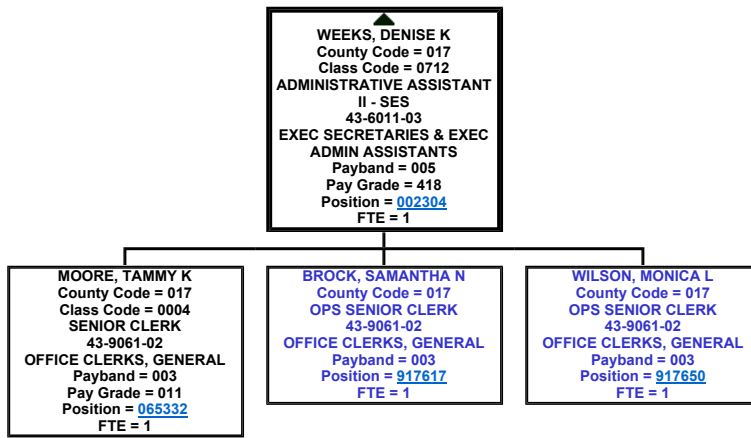 WEEKS, DENISE K
County Code = 017
Class Code = 0712
ADMINISTRATIVE ASSISTANT
II - SES
43-6011-03
EXEC SECRETARIES & EXEC
ADMIN ASSISTANTS
Payband = 005
Pay Grade = 418
Position = 002304
FTE = 1
MOORE, TAMMY K
County Code = 017
Class Code = 0004
SENIOR CLERK
43-9061-02
OFFICE CLERKS, GENERAL
Payband = 003
Pay Grade = 011
Position = 065332
FTE = 1
BROCK, SAMANTHA N
County Code = 017
OPS SENIOR CLERK
43-9061-02
OFFICE CLERKS, GENERAL
Payband = 003
Position = 917617
FTE = 1
WILSON, MONICA L
County Code = 017
OPS SENIOR CLERK
43-9061-02
OFFICE CLERKS, GENERAL
Payband = 003
Position = 917650
FTE = 1